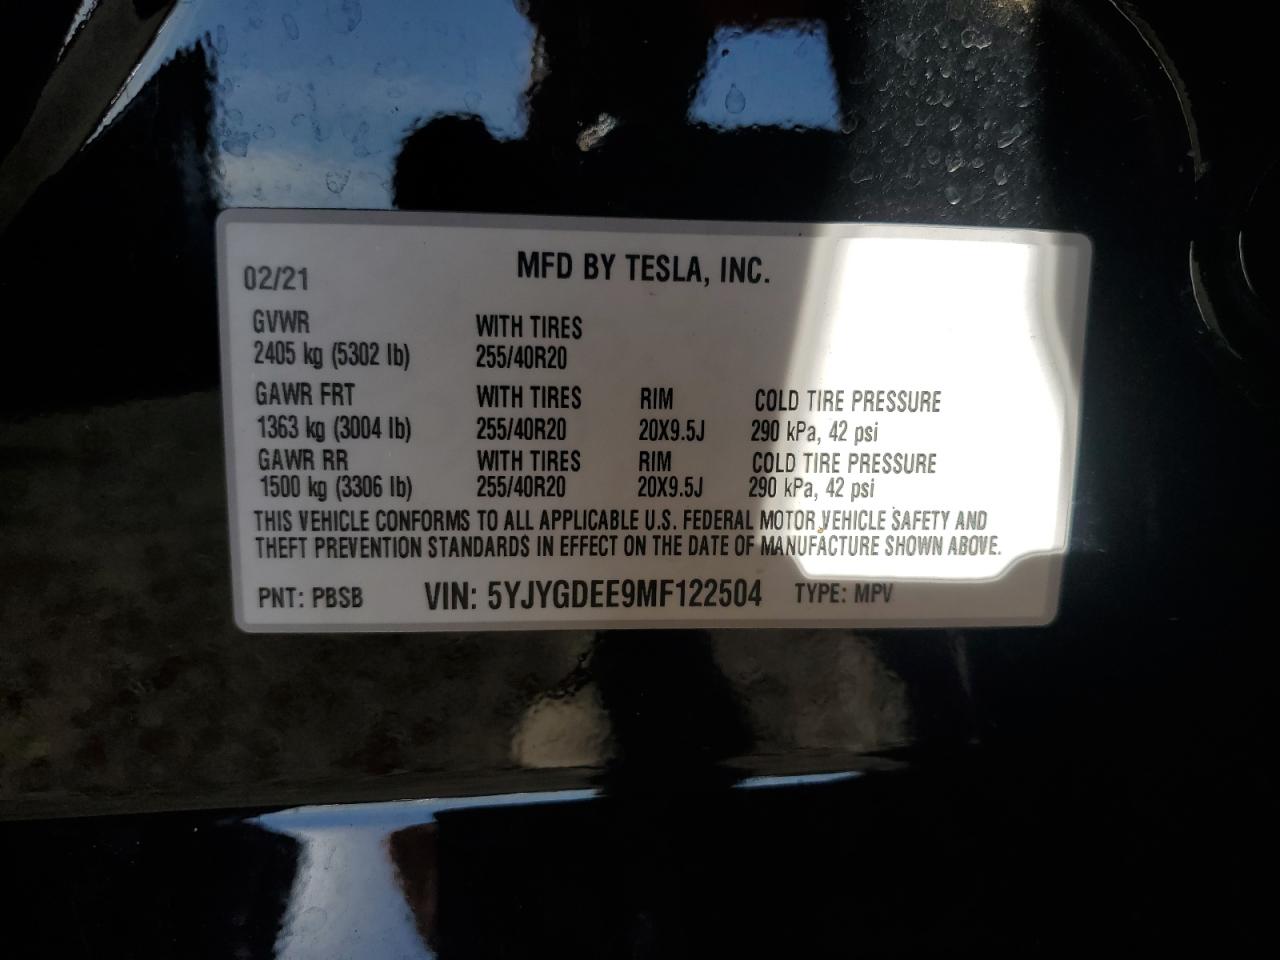 MFD BY TESLA, INC.
02/21
GVWR WITH TIRES
2405 kg (5302 lb) 255/40R20
GAWR FRT WITH TIRES RIM COLD TIRE PRESSURE
1363 kg (3004 lb) 255/40R20 20X9.5J 290 kPa, 42 psi
GAWR RR WITH TIRES RIM COLD TIRE PRESSURE
1500 kg (3306 lb) 255/40R20 20X9.5J 290 kPa, 42 psi
THIS VEHICLE CONFORMS TO ALL APPLICABLE U.S. FEDERAL MOTOR VEHICLE SAFETY AND
THEFT PREVENTION STANDARDS IN EFFECT ON THE DATE OF MANUFACTURE SHOWN ABOVE.
PNT: PBSB VIN: 5YJYGDEE9MF122504 TYPE: MPV